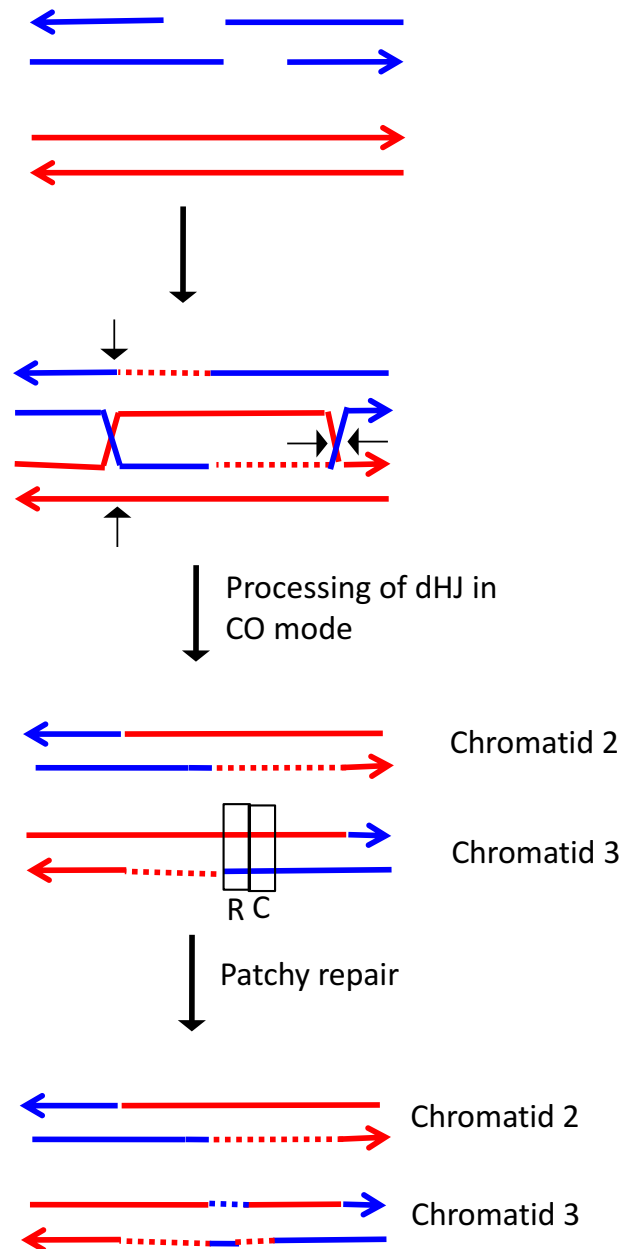 Processing of dHJ in
CO mode
Chromatid 2
Chromatid 3
R C
Patchy repair
Chromatid 2
Chromatid 3